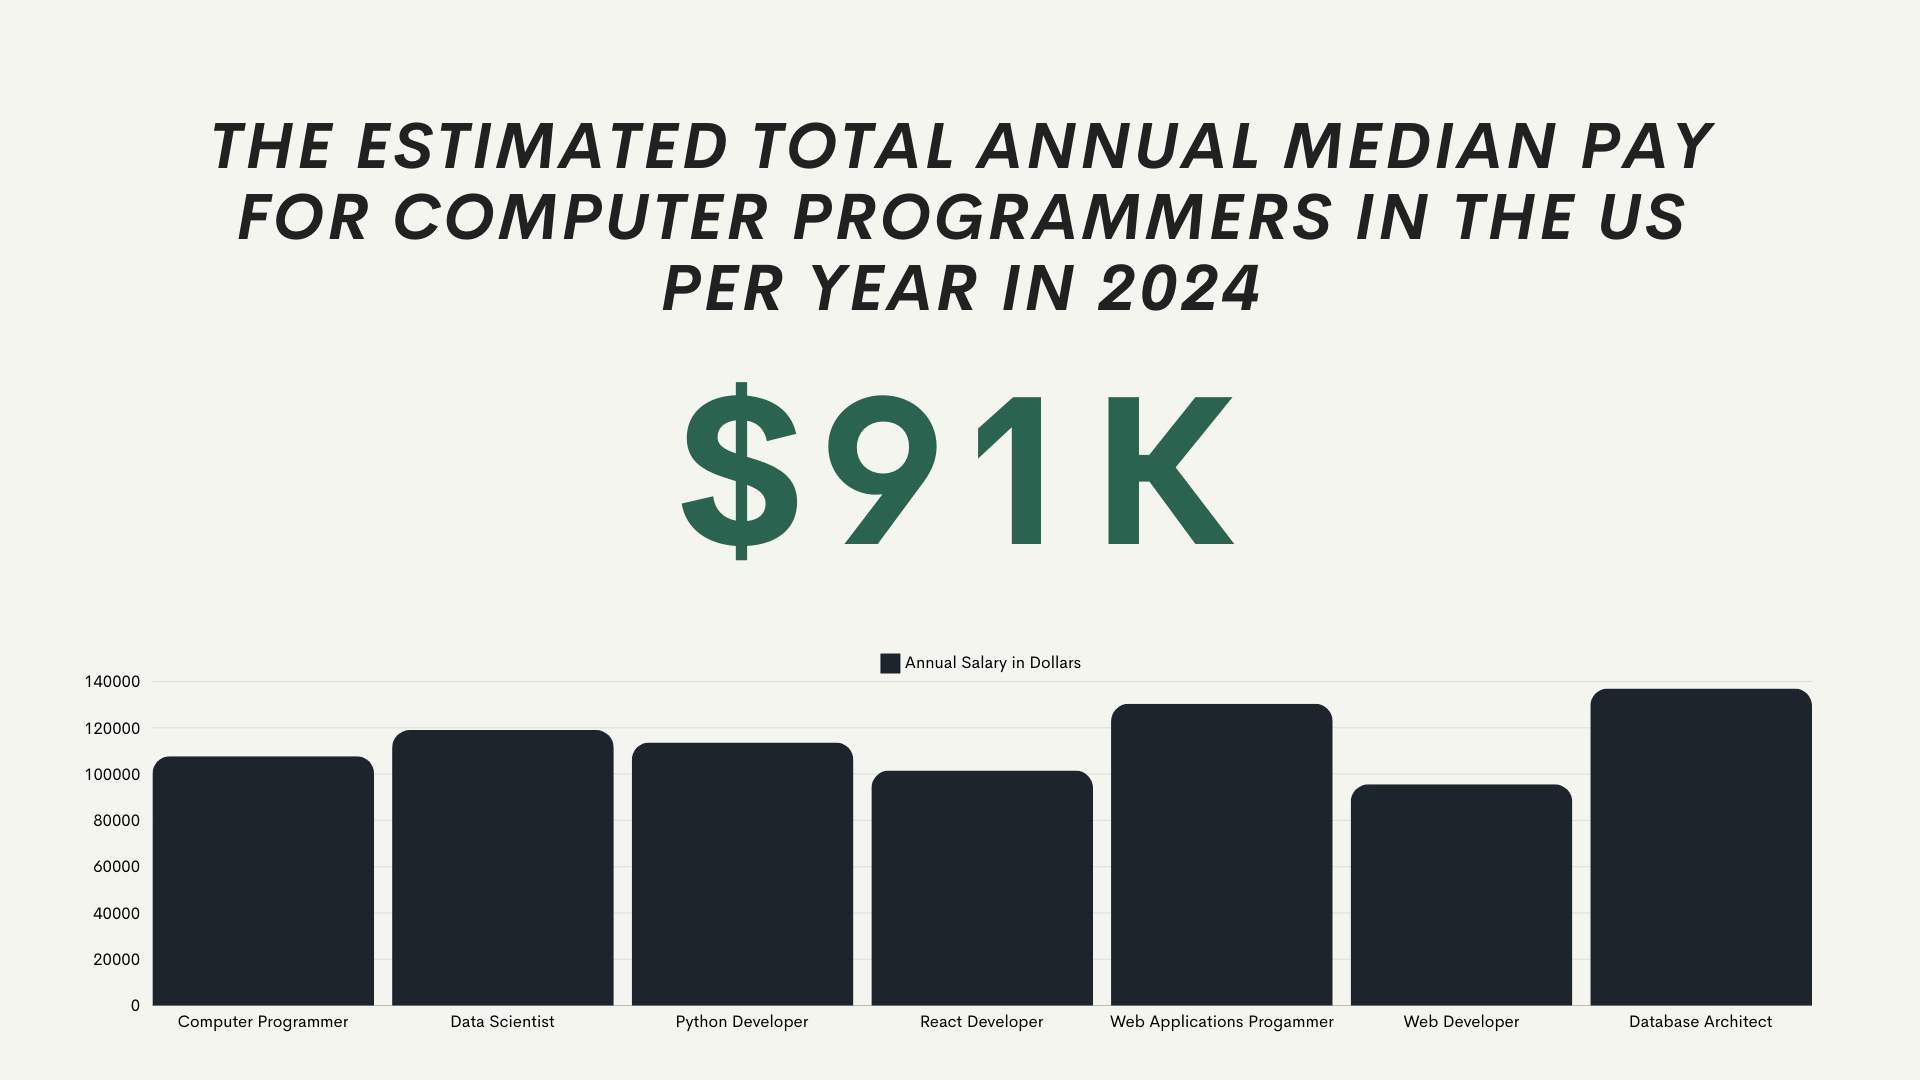 THE ESTIMATED TOTAL ANNUAL MEDIAN PAY
FOR COMPUTER PROGRAMMERS IN THE US
PER YEAR IN 2024
$91K
Annual Salary in Dollars
140000
120000
100000
80000
60000
40000
20000
0
Computer Programmer
Data Scientist
Python Developer
React Developer
Web Applications Progammer
Web Developer
Database Architect